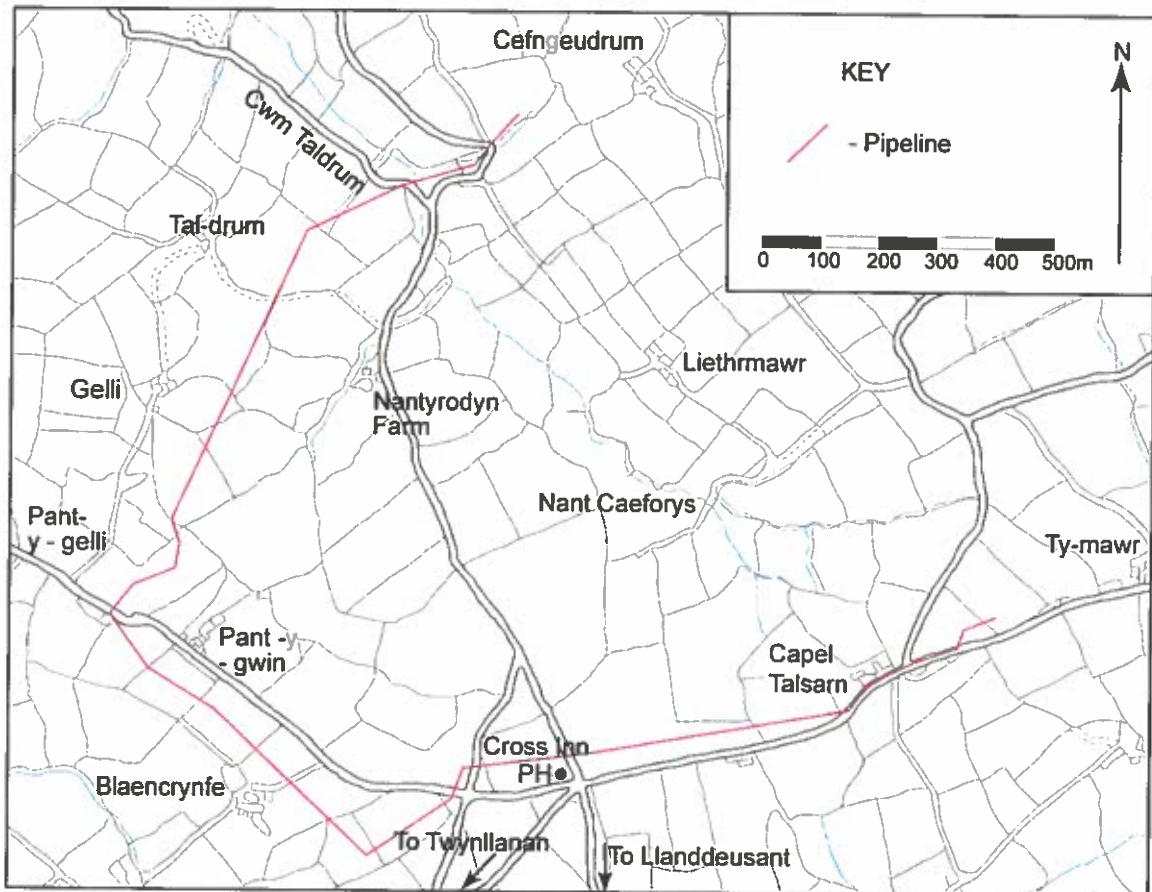 Cefngeudrum
KEY
N
- Pipeline
0 100 200 300 400 500m
Cwm Taldrum
Tal-drum
Gelli
Liethrmawr
Nantyrodyn
Farm
Nant Caeforys
Pant-
y - gelli
Ty-mawr
Pant -y
- gwin
Capel
Talsarn
Cross Inn
PH
Blaencrynfe
To Twynllanan
To Llanddeusant